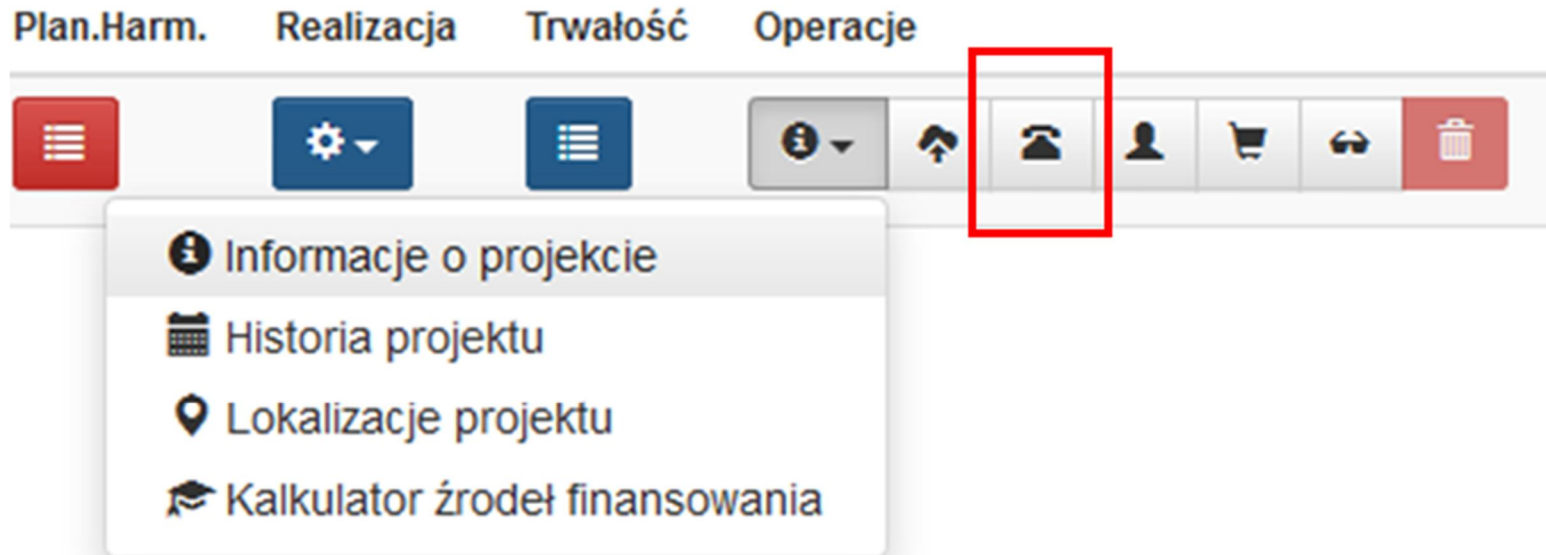 Plan.Harm. Realizacja Trwałość Operacje
Informacje o projekcie
Historia projektu
Lokalizacje projektu
Kalkulator źrodeł finansowania